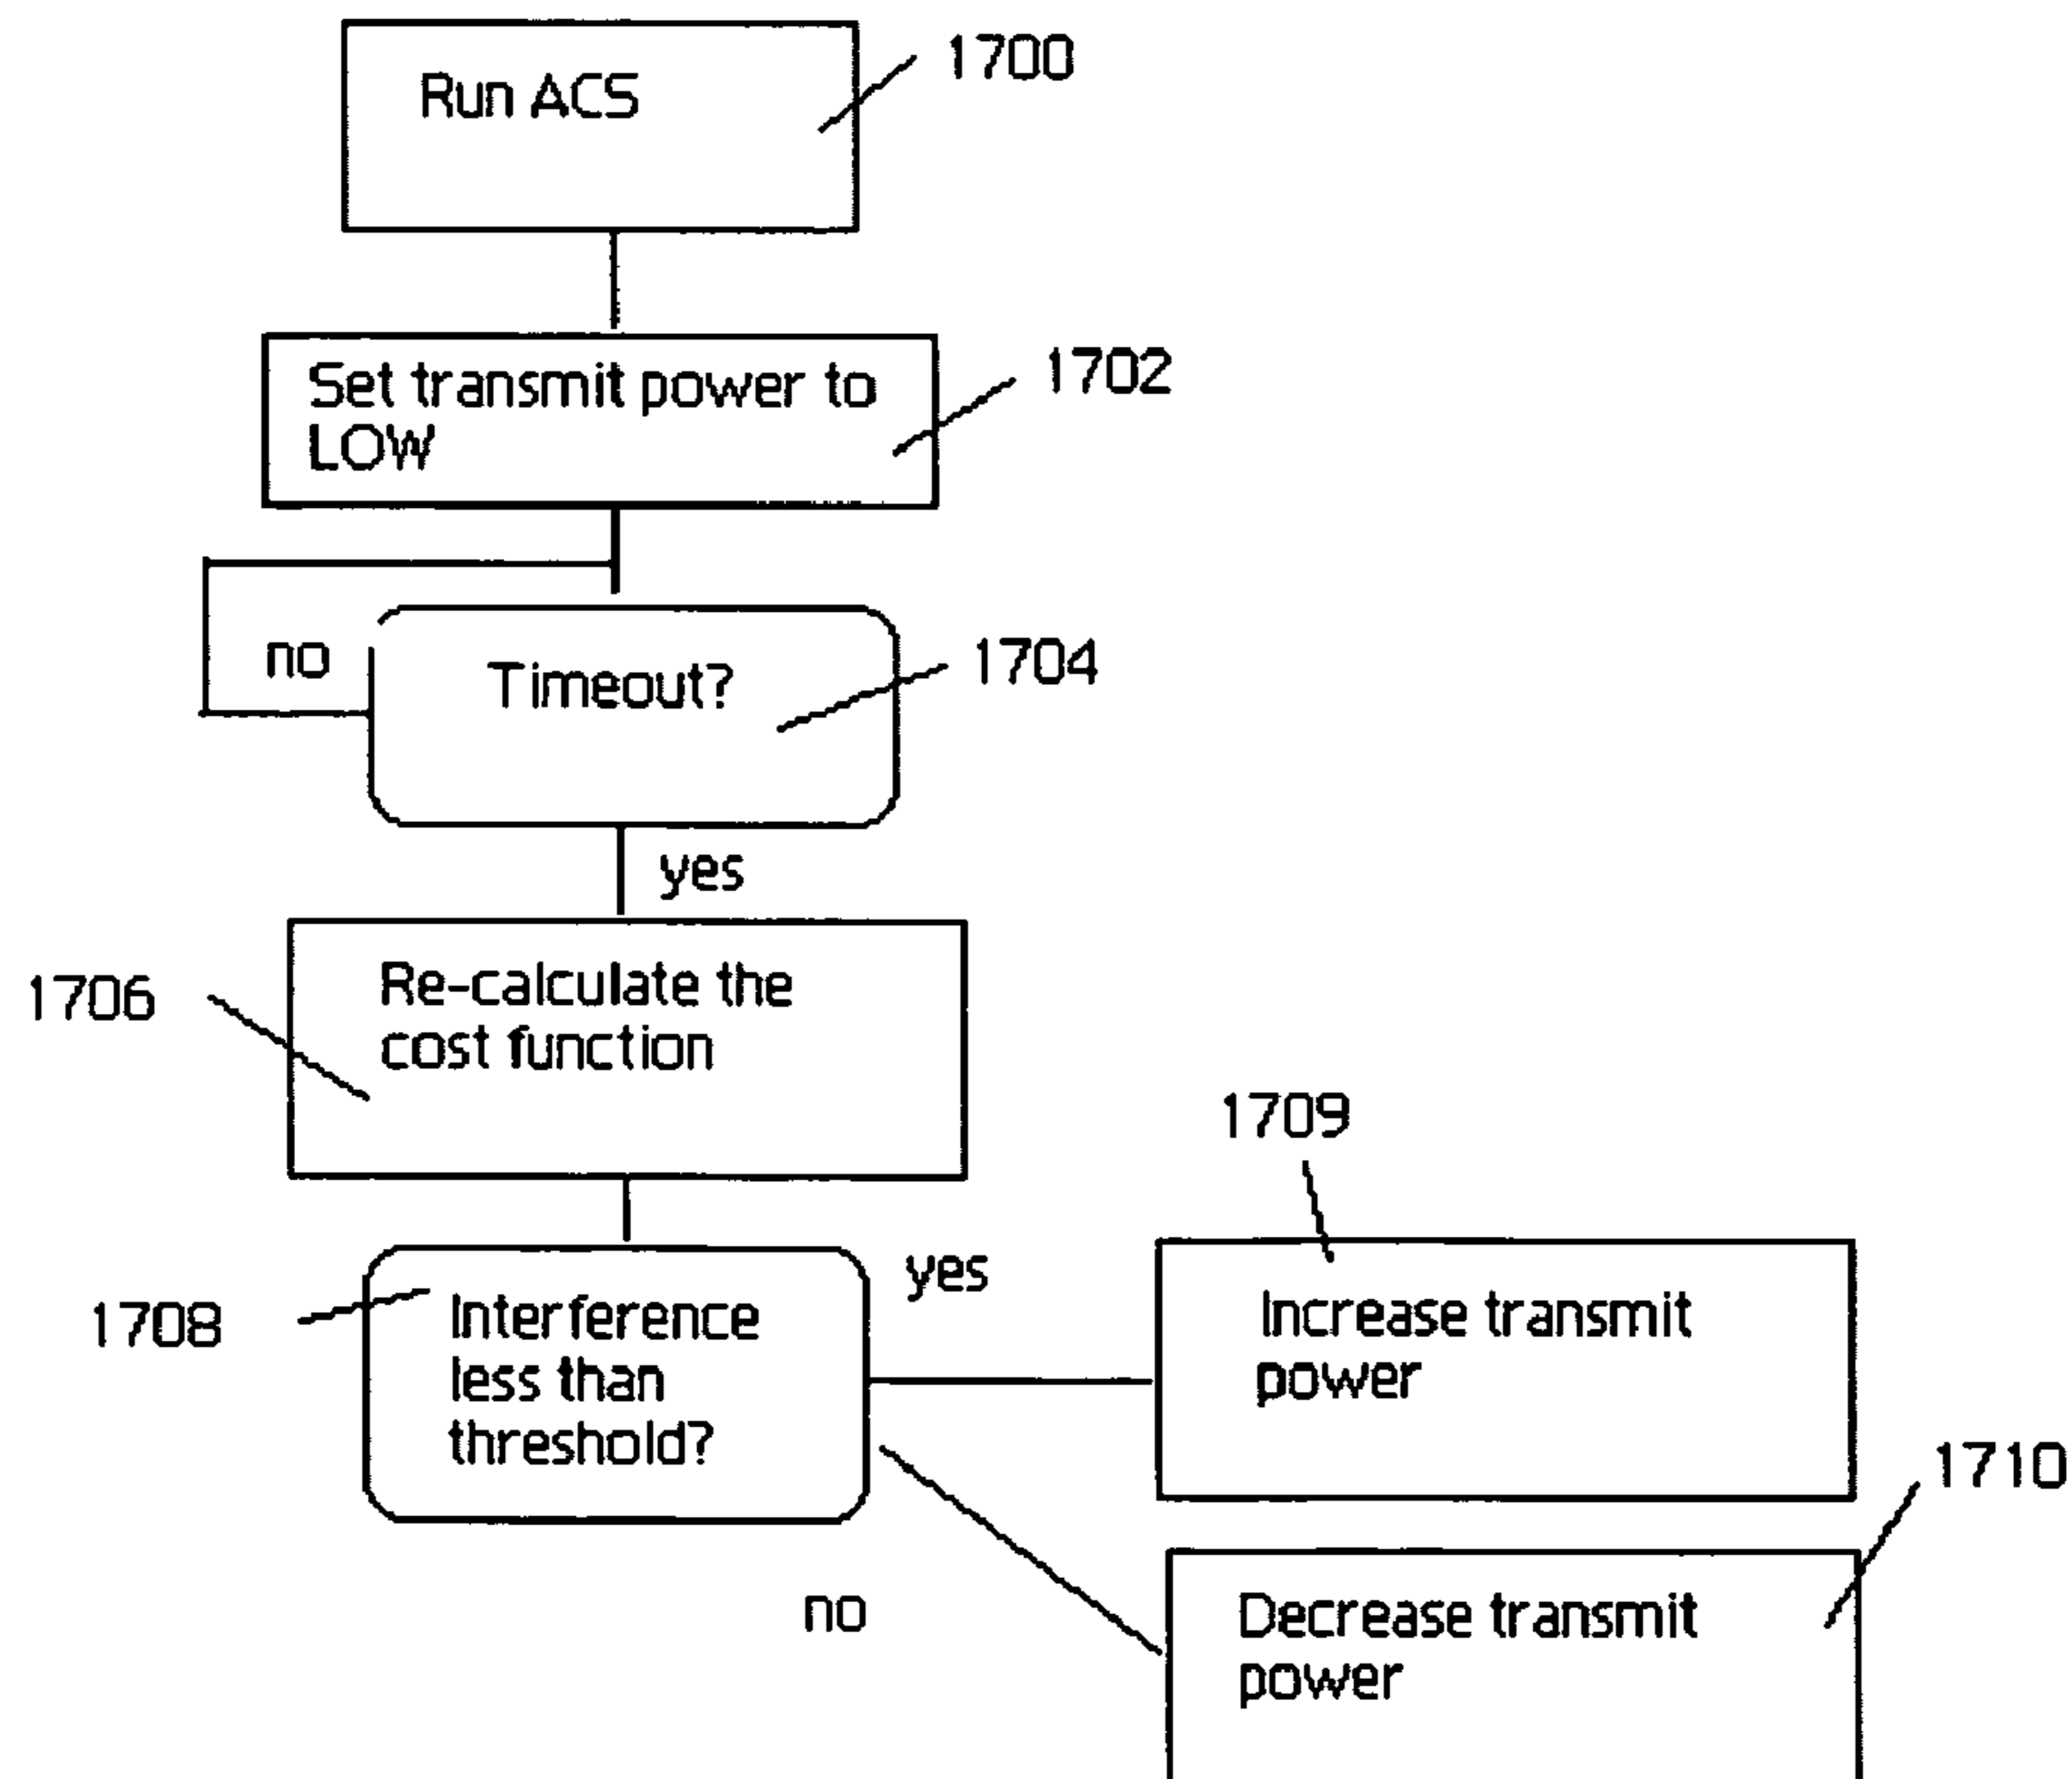 Run ACS
1700
Set transmit power to
LOW
1702
no
Timeout?
1704
yes
Re-calculate the
cost function
1706
1709
1708
Interference
less than
threshold?
yes
Increase transmit
power
1710
no
Decrease transmit
power